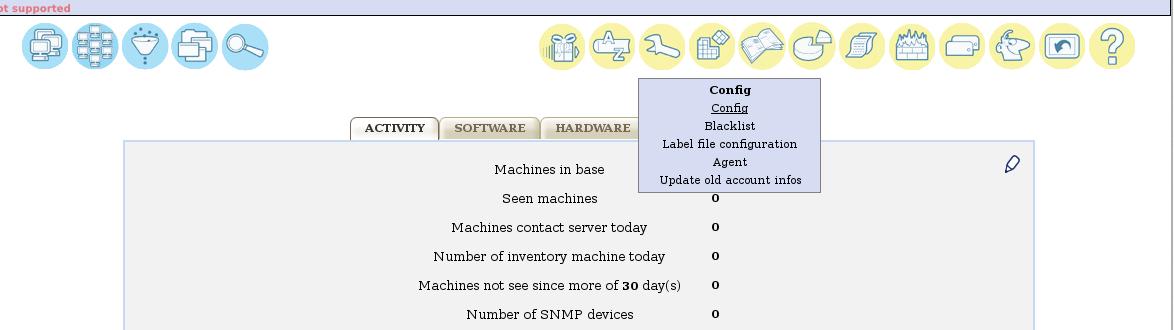 ot supported
Config
Config
Blacklist
Label file configuration
Agent
Update old account infos
ACTIVITY SOFTWARE HARDWARE
Machines in base
Seen machines 0
Machines contact server today 0
Number of inventory machine today 0
Machines not see since more of 30 day(s) 0
Number of SNMP devices 0